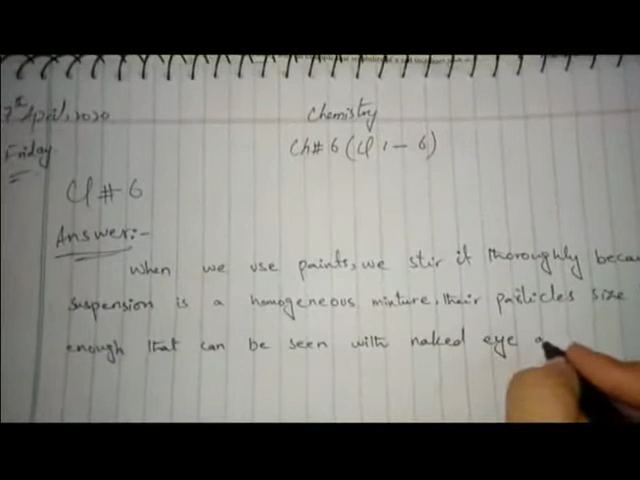 7th April, 2020
Chemistry
Friday
Ch# 6 (Q 1 - 6)
Q # 6
Answer:-
When we use paints, we stir it thoroughly becau
suspension is a homogeneous mixture, their particles size
enough that can be seen with naked eye a